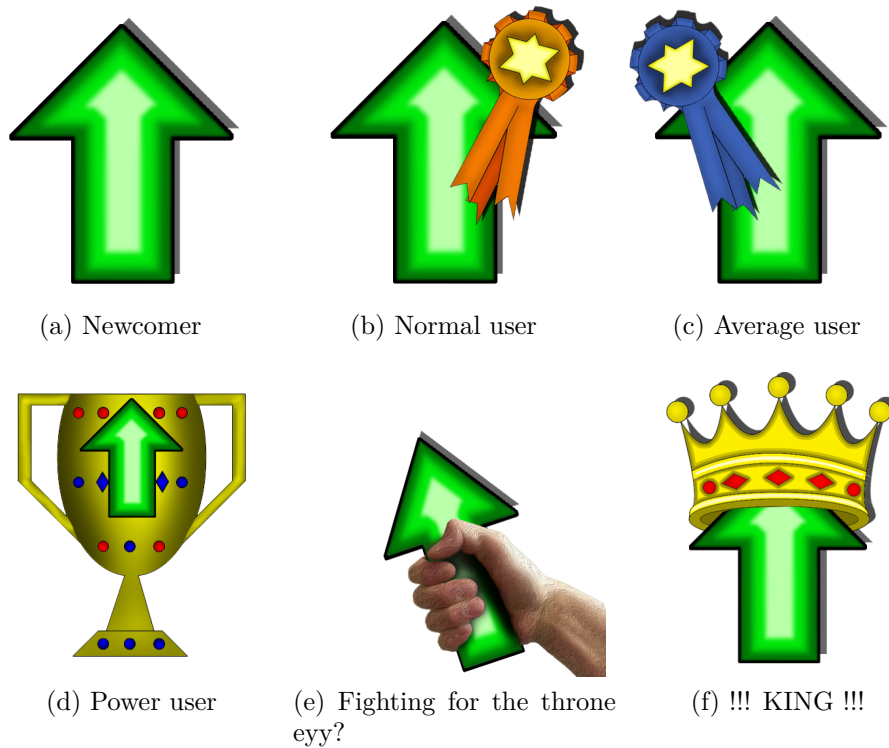 (a) Newcomer
(b) Normal user
(c) Average user
(d) Power user
(e) Fighting for the throne
eyy?
(f) !!! KING !!!